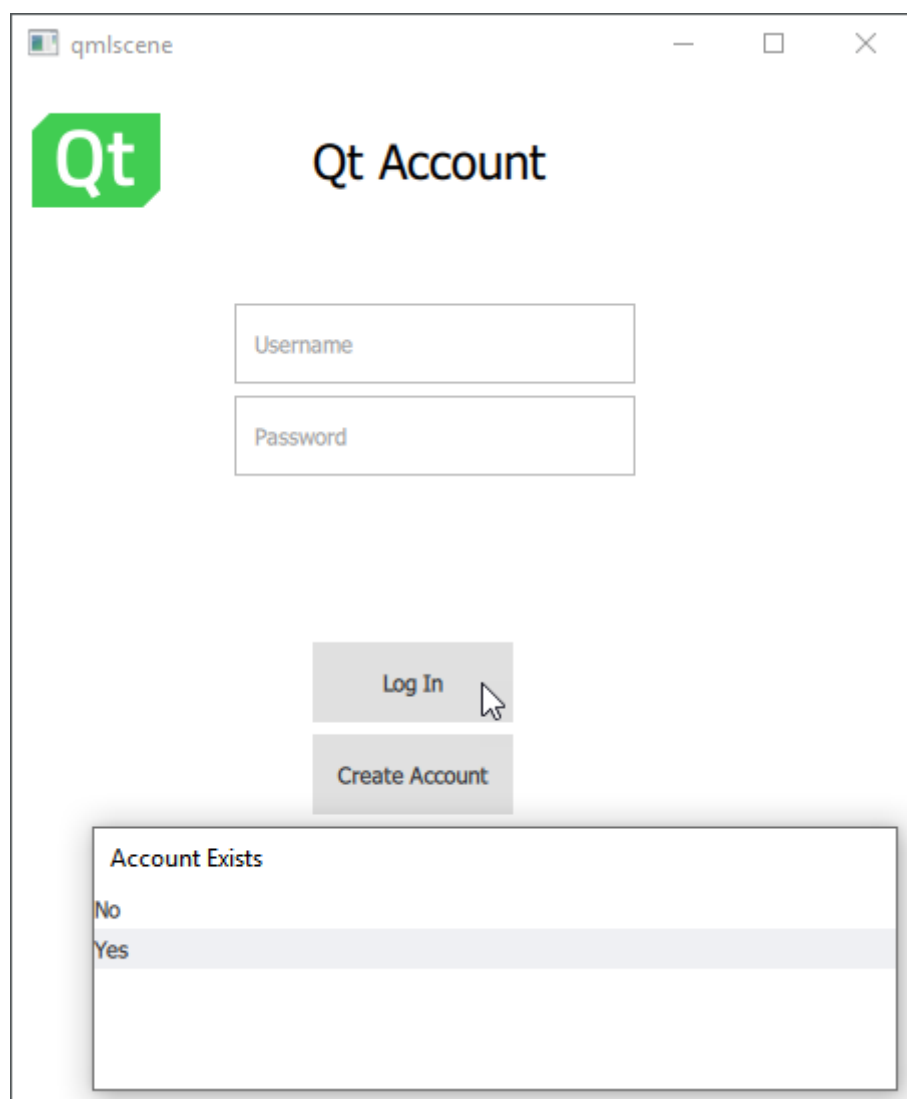 qmlscene
Qt
Qt Account
Username
Password
Log In
Create Account
Account Exists
No
Yes